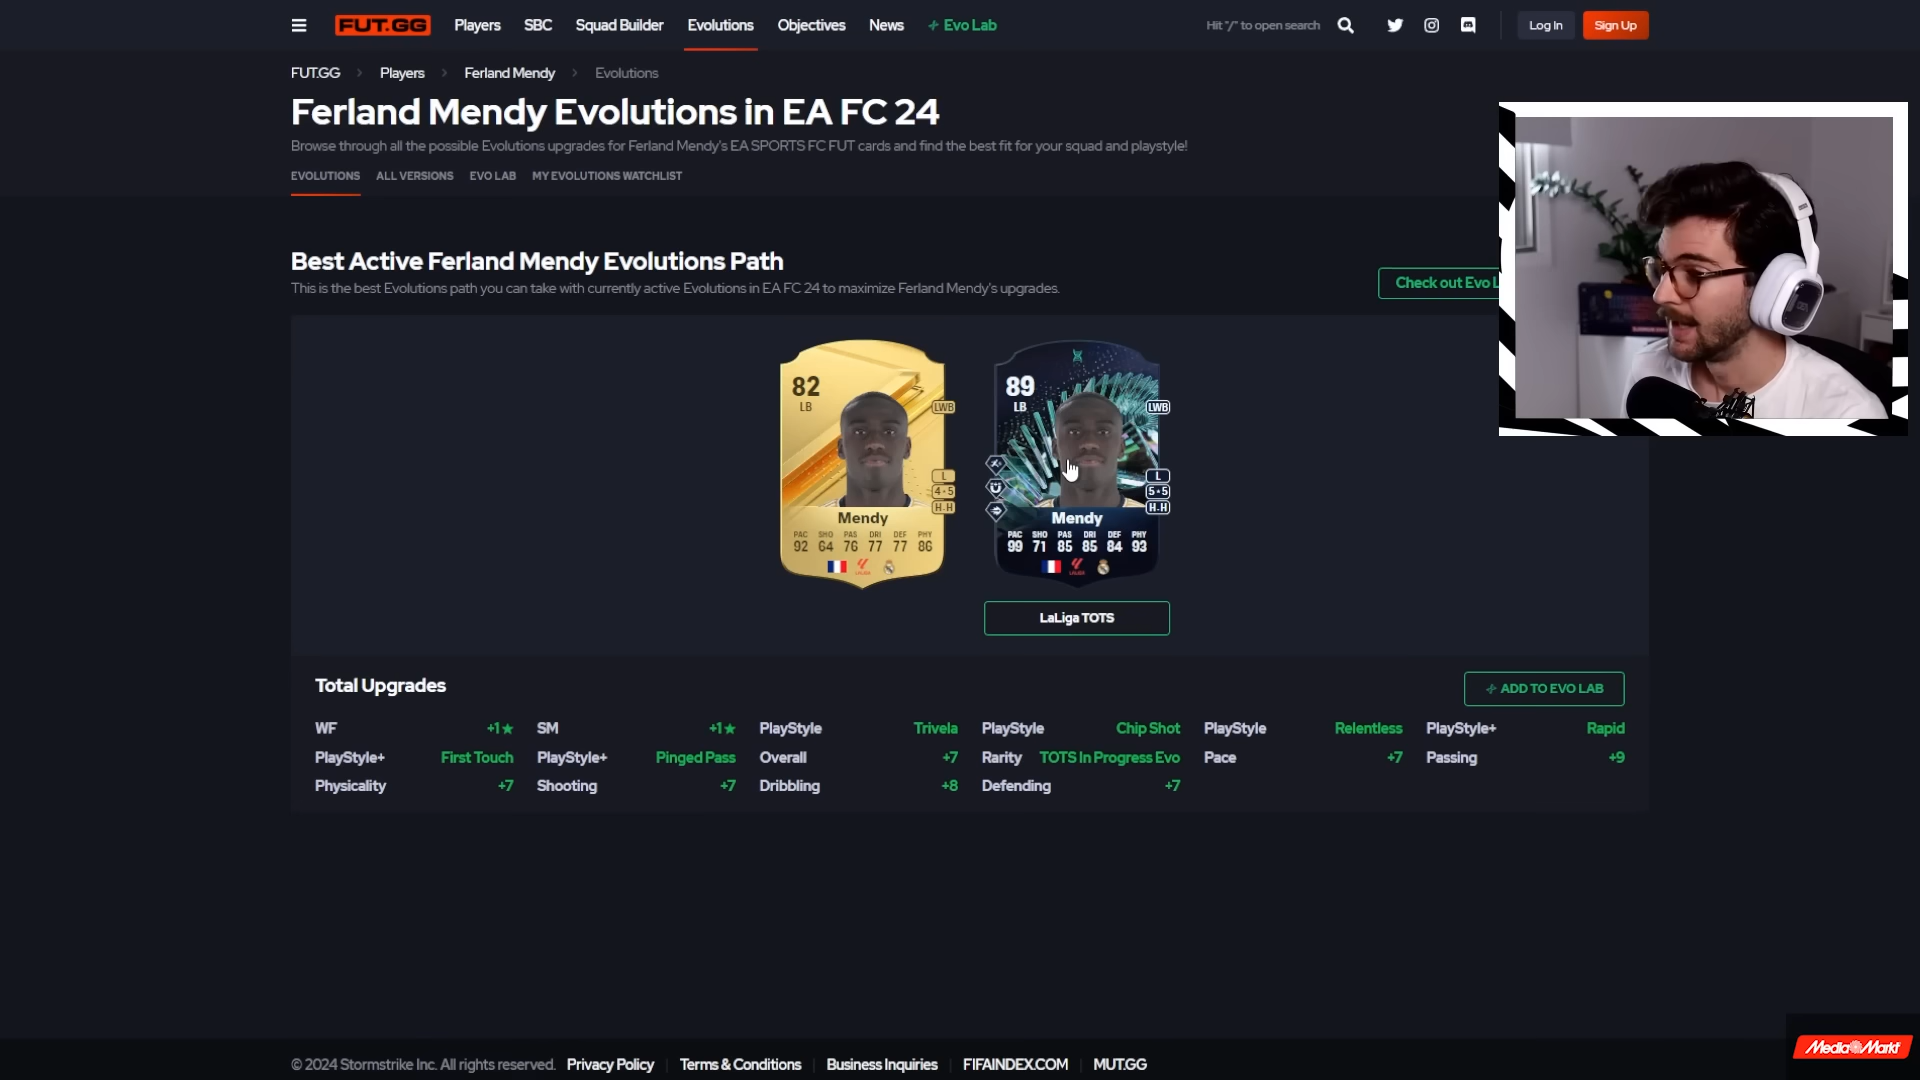 FUT.GG Players SBC Squad Builder Evolutions Objectives News Evo Lab Hit "/" to open search Log In Sign Up
FUT.GG > Players > Ferland Mendy > Evolutions
Ferland Mendy Evolutions in EA FC 24
Browse through all the possible Evolutions upgrades for Ferland Mendy's EA SPORTS FC FUT cards and find the best fit for your squad and playstyle!
EVOLUTIONS ALL VERSIONS EVO LAB MY EVOLUTIONS WATCHLIST
Best Active Ferland Mendy Evolutions Path
This is the best Evolutions path you can take with currently active Evolutions in EA FC 24 to maximize Ferland Mendy's upgrades.
Check out Evo L
82
LB
LWB
L
4-5
H-H
Mendy
PAC SHO PAS DRI DEF PHY
92 64 76 77 77 86
89
LB
LWB
L
5-5
H-H
Mendy
PAC SHO PAS DRI DEF PHY
99 71 85 85 84 93
LaLiga TOTS
Total Upgrades
ADD TO EVO LAB
WF +1★ SM +1★ PlayStyle Trivela PlayStyle Chip Shot PlayStyle Relentless PlayStyle+ Rapid
PlayStyle+ First Touch PlayStyle+ Pinged Pass Overall +7 Rarity TOTS In Progress Evo Pace +7 Passing +9
Physicality +7 Shooting +7 Dribbling +8 Defending +7
© 2024 Stormstrike Inc. All rights reserved. Privacy Policy Terms & Conditions Business Inquiries FIFAINDEX.COM MUT.GG
Media Markt